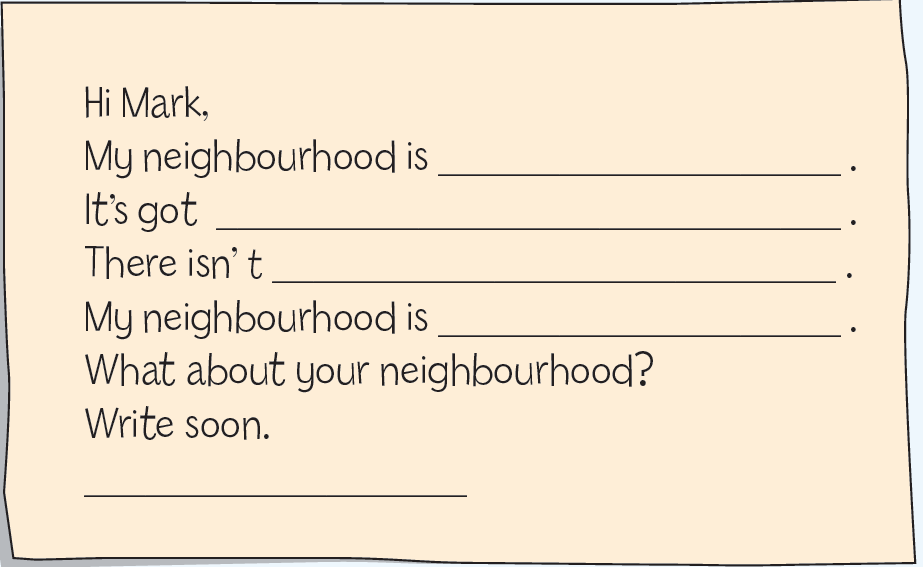 Hi Mark,
My neighbourhood is ____________________ .
It's got ____________________ .
There isn' t ____________________ .
My neighbourhood is ____________________ .
What about your neighbourhood?
Write soon.
____________________